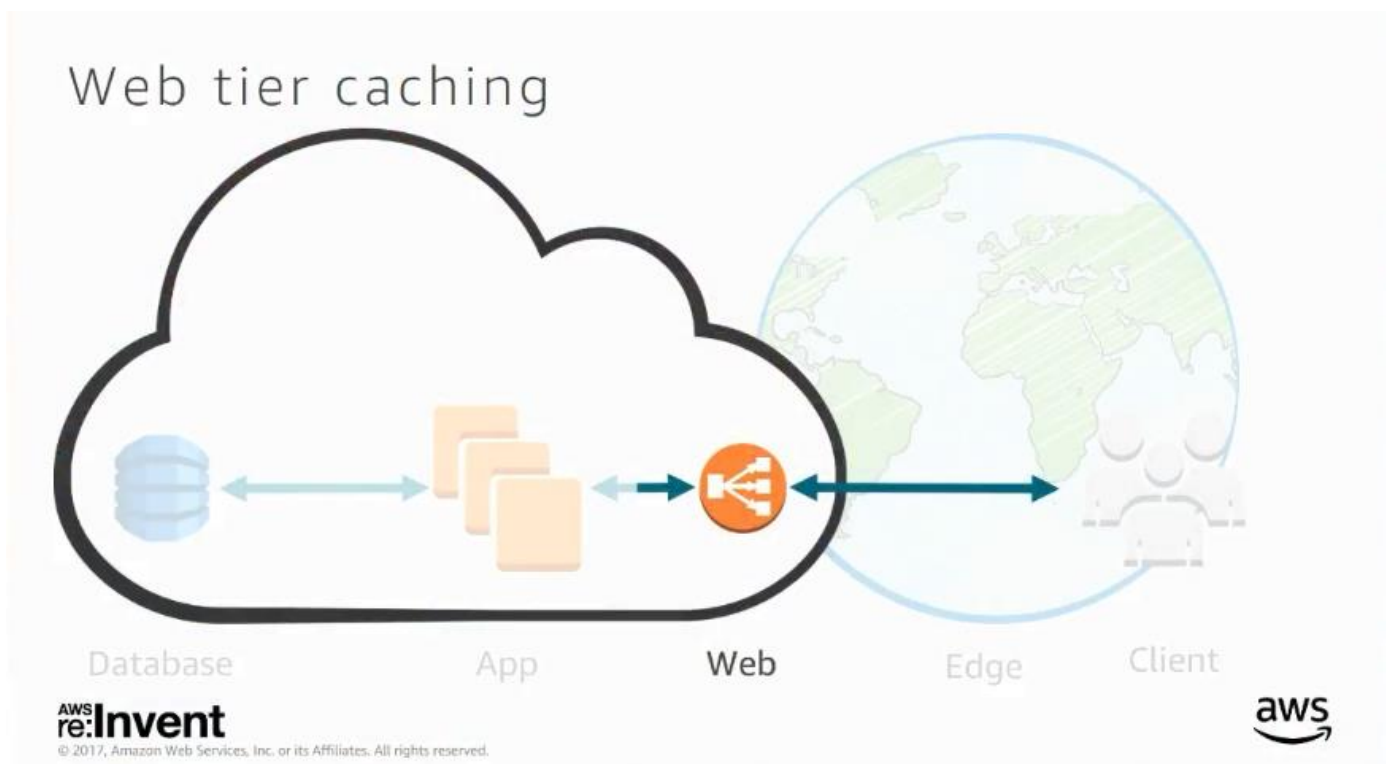 Web tier caching
Database
App
Web
Edge
Client
AWS
re:Invent
© 2017, Amazon Web Services, Inc. or its Affiliates. All rights reserved.
aws